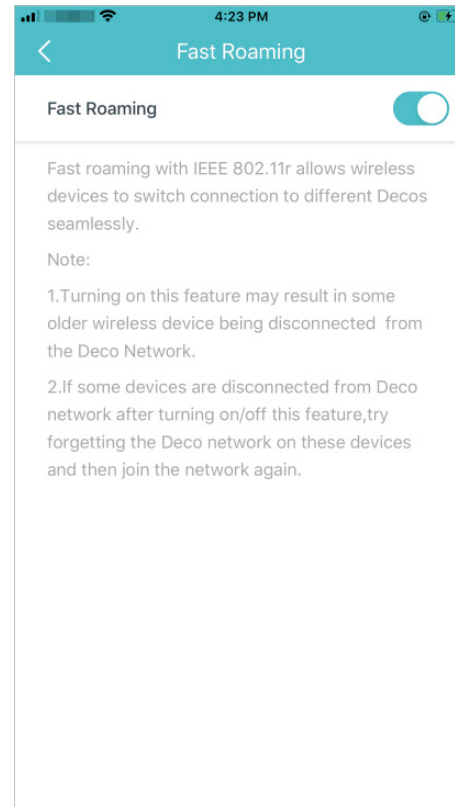 4:23 PM
Fast Roaming
Fast Roaming
Fast roaming with IEEE 802.11r allows wireless
devices to switch connection to different Decos
seamlessly.
Note:
1.Turning on this feature may result in some
older wireless device being disconnected  from
the Deco Network.
2.If some devices are disconnected from Deco
network after turning on/off this feature,try
forgetting the Deco network on these devices
and then join the network again.